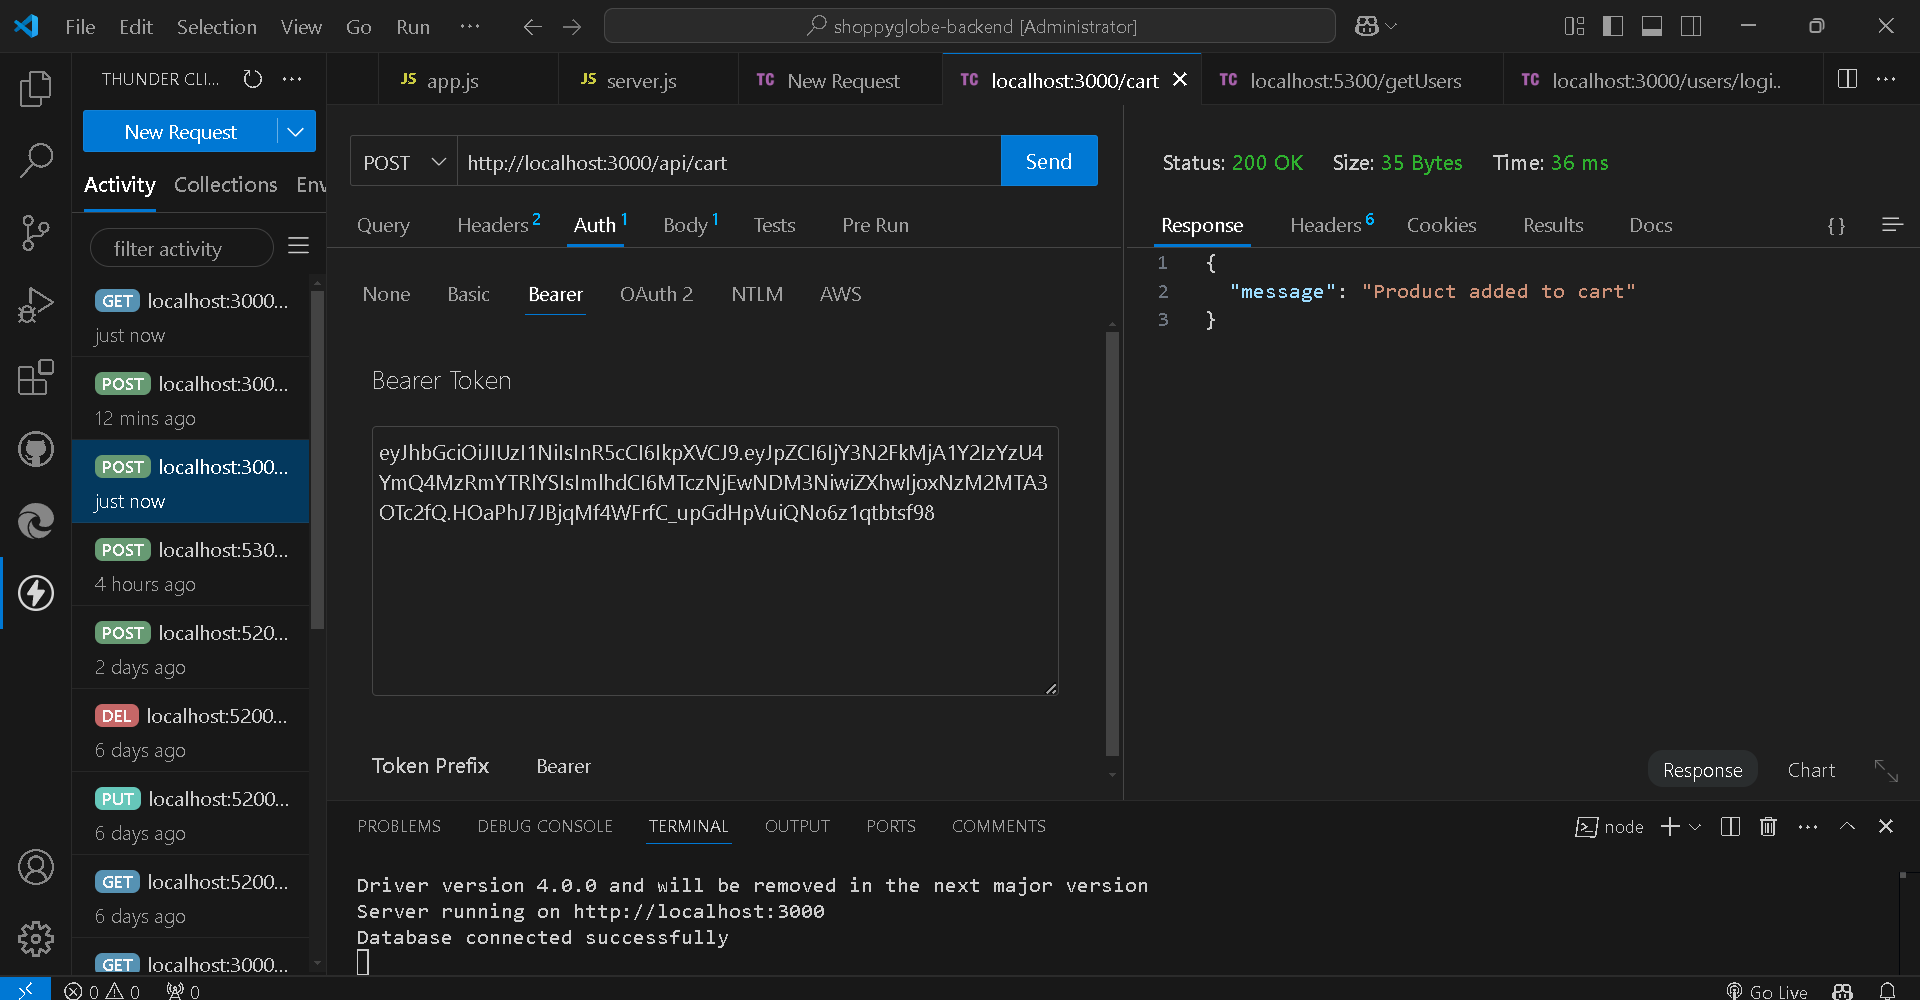 File Edit Selection View Go Run ··· shoppyglobe-backend [Administrator]
THUNDER CLI... ···
JS app.js JS server.js TC New Request TC localhost:3000/cart TC localhost:5300/getUsers TC localhost:3000/users/logi.. ···
New Request
Activity Collections Env
filter activity
GET localhost:3000...
just now
POST localhost:300...
12 mins ago
POST localhost:300...
just now
POST localhost:530...
4 hours ago
POST localhost:520...
2 days ago
DEL localhost:5200...
6 days ago
PUT localhost:5200...
6 days ago
GET localhost:5200...
6 days ago
GET localhost:3000...
POST http://localhost:3000/api/cart Send
Query Headers 2 Auth 1 Body 1 Tests Pre Run
None Basic Bearer OAuth 2 NTLM AWS
Bearer Token
eyJhbGciOiJIUzI1NiIsInR5cCI6IkpXVCJ9.eyJpZCI6IjY3N2FkMjA1Y2IzYzU4
YmQ4MzRmYTRlYSIsImlhdCI6MTczNjEwNDM3NiwiZXhwIjoxNzM2MTA3
OTc2fQ.HOaPhJ7JBjqMf4WFrfC_upGdHpVuiQNo6z1qtbtsf98
Token Prefix Bearer
Status: 200 OK Size: 35 Bytes Time: 36 ms
Response Headers 6 Cookies Results Docs {}
1 {
2 "message": "Product added to cart"
3 }
Response Chart
PROBLEMS DEBUG CONSOLE TERMINAL OUTPUT PORTS COMMENTS node ···
Driver version 4.0.0 and will be removed in the next major version
Server running on http://localhost:3000
Database connected successfully
0 0 0 Go Live